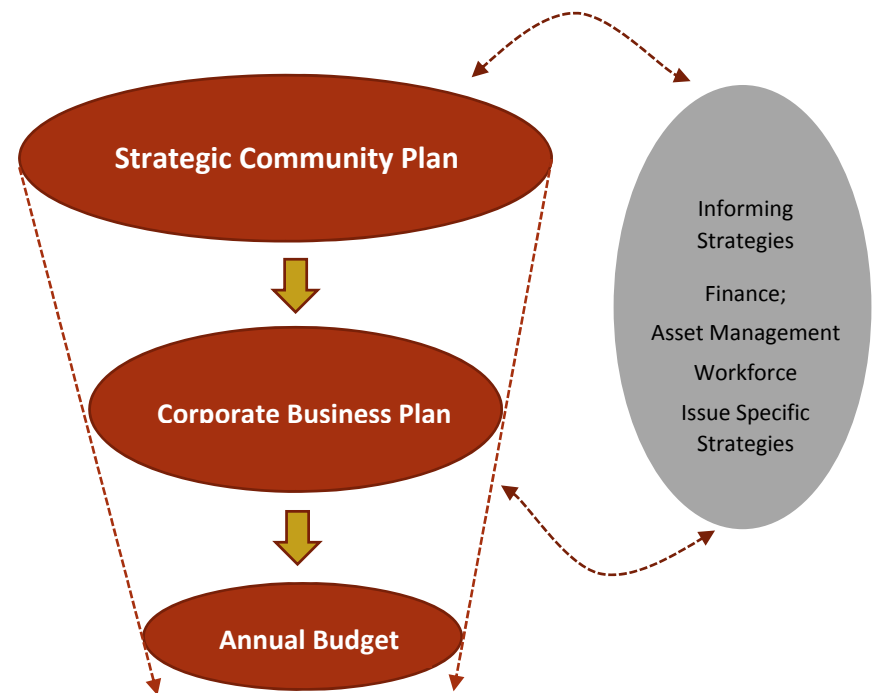 Strategic Community Plan
Informing
Strategies
Finance;
Asset Management
Workforce
Issue Specific
Strategies
Corporate Business Plan
Annual Budget